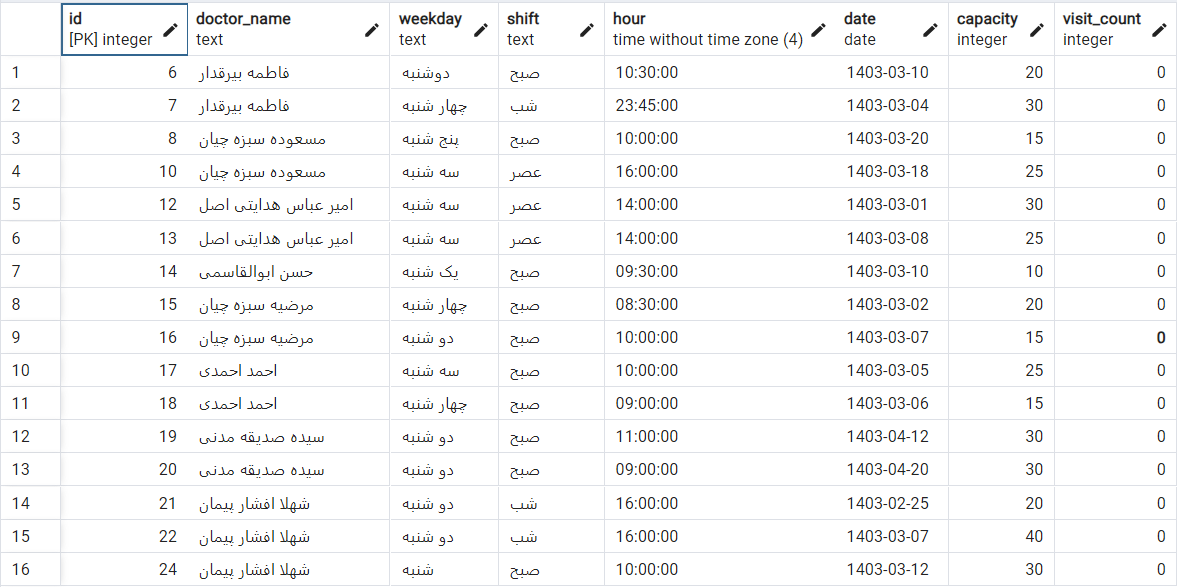 id doctor_name weekday shift hour date capacity visit_count
[PK] integer text text text time without time zone (4) date integer integer
1 6 فاطمه بیرقدار دوشنبه صبح 10:30:00 1403-03-10 20 0
2 7 فاطمه بیرقدار چهار شنبه شب 23:45:00 1403-03-04 30 0
3 8 مسعوده سبزه چیان پنج شنبه صبح 10:00:00 1403-03-20 15 0
4 10 مسعوده سبزه چیان سه شنبه عصر 16:00:00 1403-03-18 25 0
5 12 امیر عباس هدایتی اصل سه شنبه عصر 14:00:00 1403-03-01 30 0
6 13 امیر عباس هدایتی اصل سه شنبه عصر 14:00:00 1403-03-08 25 0
7 14 حسن ابوالقاسمی یک شنبه صبح 09:30:00 1403-03-10 10 0
8 15 مرضیه سبزه چیان چهار شنبه صبح 08:30:00 1403-03-02 20 0
9 16 مرضیه سبزه چیان دو شنبه صبح 10:00:00 1403-03-07 15 0
10 17 احمد احمدی سه شنبه صبح 10:00:00 1403-03-05 25 0
11 18 احمد احمدی چهار شنبه صبح 09:00:00 1403-03-06 15 0
12 19 سیده صدیقه مدنی دو شنبه صبح 11:00:00 1403-04-12 30 0
13 20 سیده صدیقه مدنی دو شنبه صبح 09:00:00 1403-04-20 30 0
14 21 شهلا افشار پیمان دو شنبه شب 16:00:00 1403-02-25 20 0
15 22 شهلا افشار پیمان دو شنبه شب 16:00:00 1403-03-07 40 0
16 24 شهلا افشار پیمان شنبه صبح 10:00:00 1403-03-12 30 0